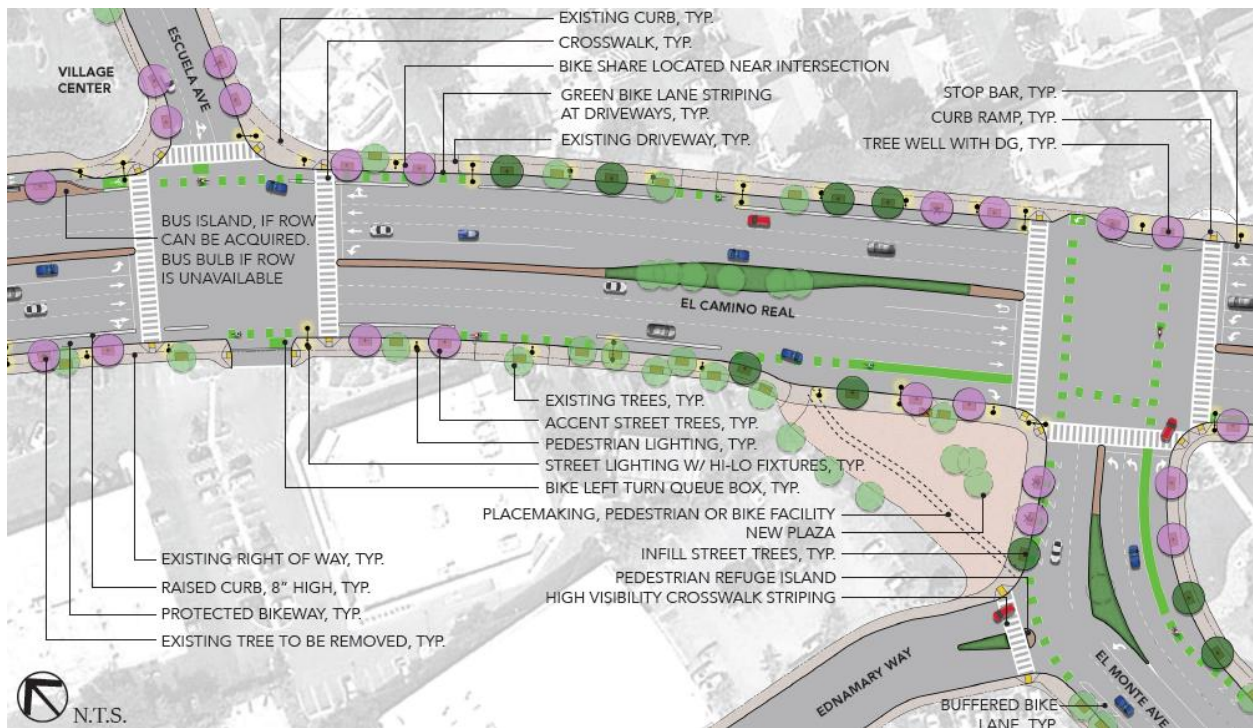 EXISTING CURB, TYP.
CROSSWALK, TYP.
BIKE SHARE LOCATED NEAR INTERSECTION
GREEN BIKE LANE STRIPING
AT DRIVEWAYS, TYP.
EXISTING DRIVEWAY, TYP.
ESCUELA AVE
VILLAGE
CENTER
STOP BAR, TYP.
CURB RAMP, TYP.
TREE WELL WITH DG, TYP.
BUS ISLAND, IF ROW
CAN BE ACQUIRED.
BUS BULB IF ROW
IS UNAVAILABLE
EL CAMINO REAL
EXISTING TREES, TYP.
ACCENT STREET TREES, TYP.
PEDESTRIAN LIGHTING, TYP.
STREET LIGHTING W/ HI-LO FIXTURES, TYP.
BIKE LEFT TURN QUEUE BOX, TYP.
PLACEMAKING, PEDESTRIAN OR BIKE FACILITY
NEW PLAZA
INFILL STREET TREES, TYP.
PEDESTRIAN REFUGE ISLAND
HIGH VISIBILITY CROSSWALK STRIPING
EXISTING RIGHT OF WAY, TYP.
RAISED CURB, 8" HIGH, TYP.
PROTECTED BIKEWAY, TYP.
EXISTING TREE TO BE REMOVED, TYP.
EDNAMARY WAY
EL MONTE AVE
BUFFERED BIKE
LANE, TYP.
N.T.S.